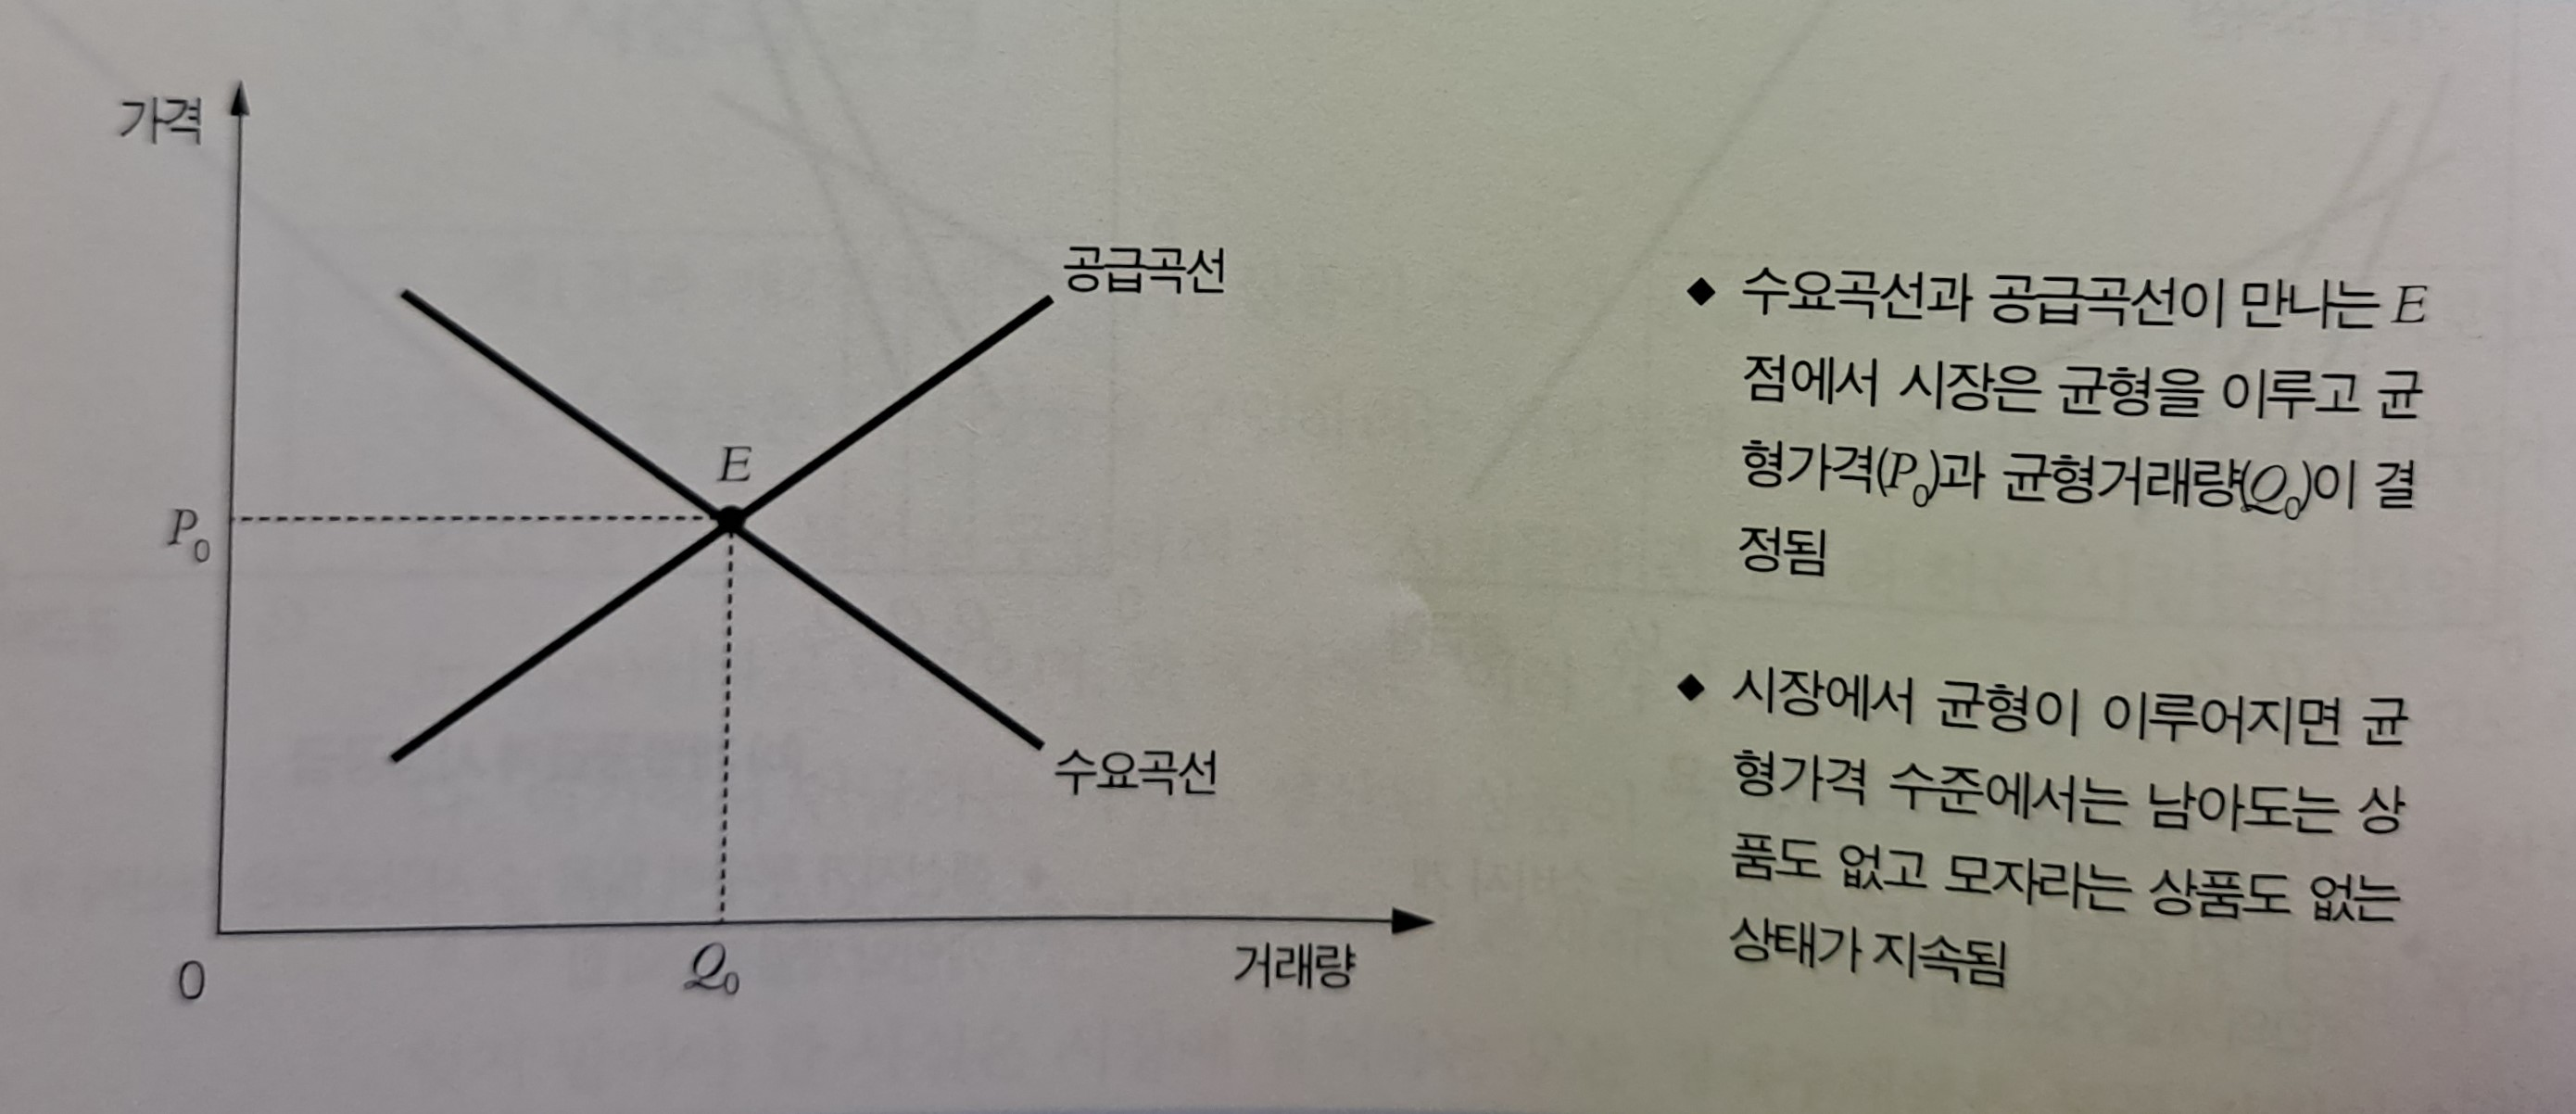 가격
공급곡선
E
P₀
수요곡선
0
Q₀
거래량
◆ 수요곡선과 공급곡선이 만나는 E
점에서 시장은 균형을 이루고 균
형가격(P₀)과 균형거래량(Q₀)이 결
정됨
◆ 시장에서 균형이 이루어지면 균
형가격 수준에서는 남아도는 상
품도 없고 모자라는 상품도 없는
상태가 지속됨